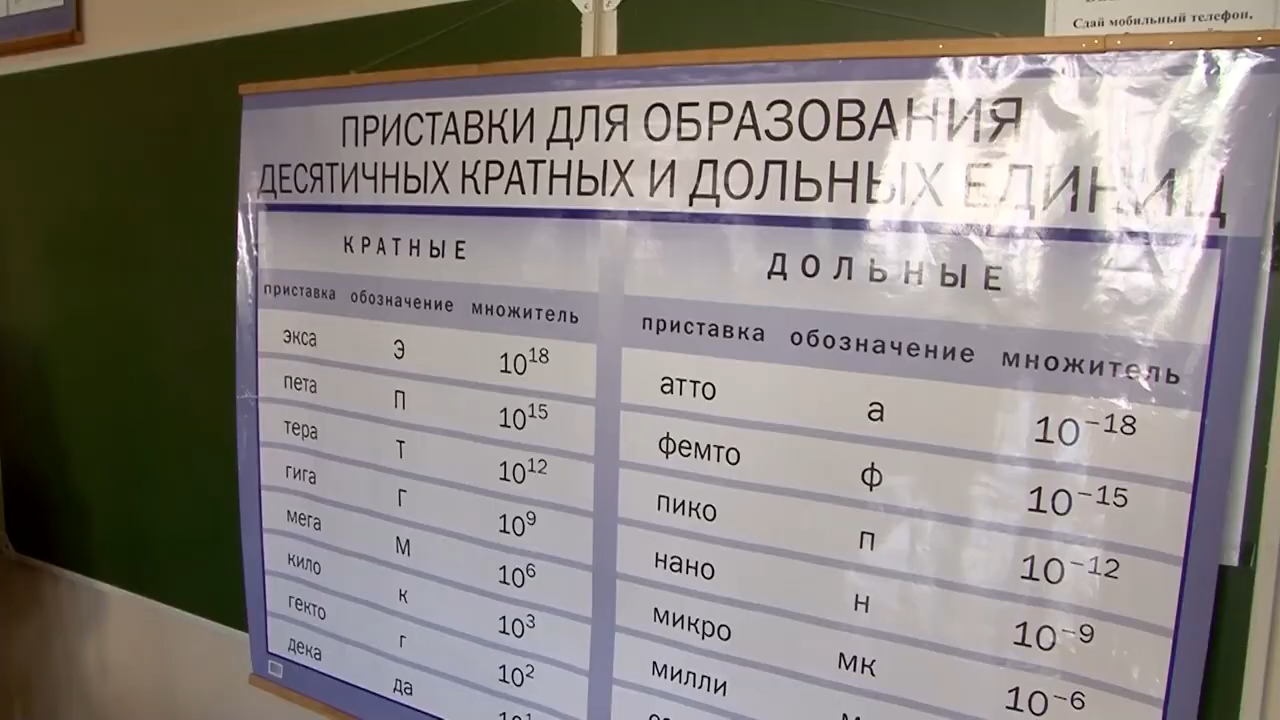 Сдай мобильный телефон,
ПРИСТАВКИ ДЛЯ ОБРАЗОВАНИЯ
ДЕСЯТИЧНЫХ КРАТНЫХ И ДОЛЬНЫХ ЕДИНИЦ
КРАТНЫЕ
приставка обозначение множитель
экса Э 10¹⁸
пета П 10¹⁵
тера Т 10¹²
гига Г 10⁹
мега М 10⁶
кило к 10³
гекто г 10²
дека да 10¹
ДОЛЬНЫЕ
приставка обозначение множитель
атто а 10⁻¹⁸
фемто ф 10⁻¹⁵
пико п 10⁻¹²
нано н 10⁻⁹
микро мк 10⁻⁶
милли